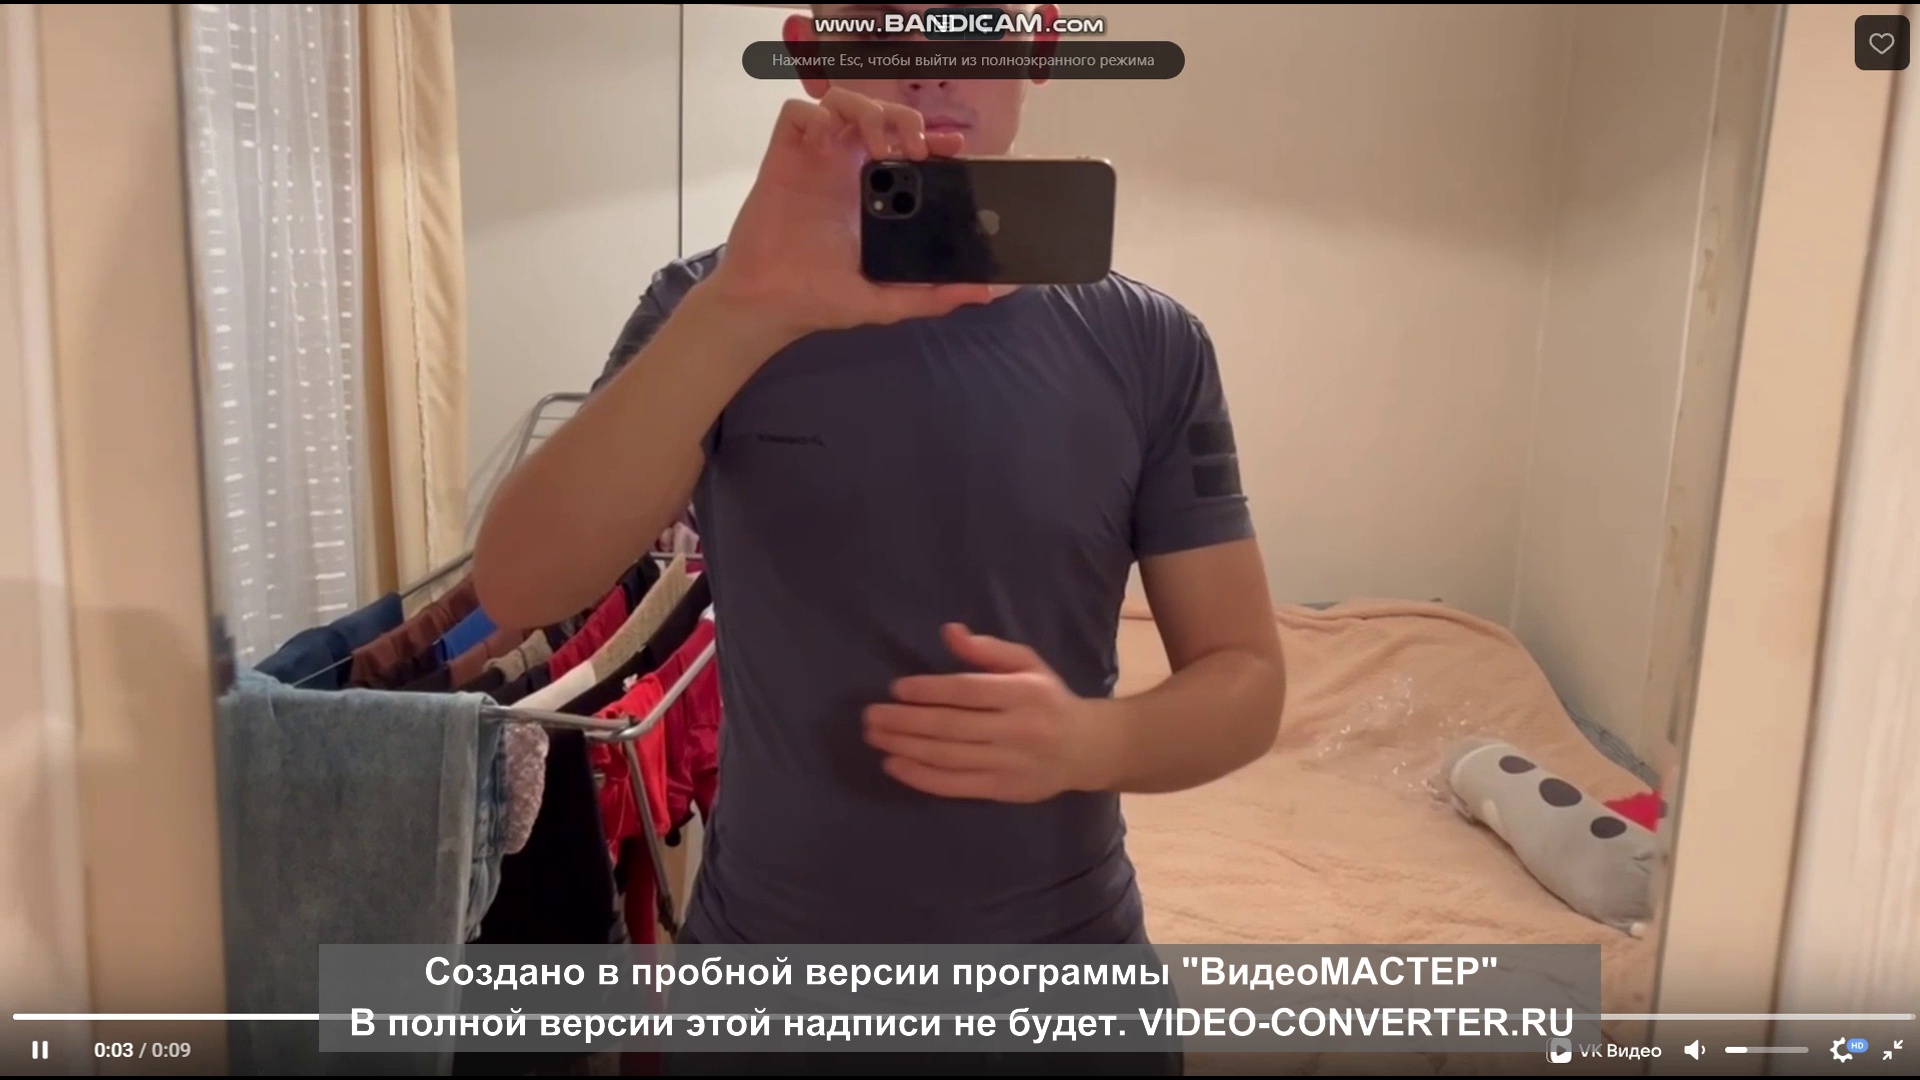 www.BANDICAM.com
Нажмите Esc, чтобы выйти из полноэкранного режима
Создано в пробной версии программы "ВидеоМАСТЕР"
В полной версии этой надписи не будет. VIDEO-CONVERTER.RU
0:03 / 0:09
VK Видео
HD